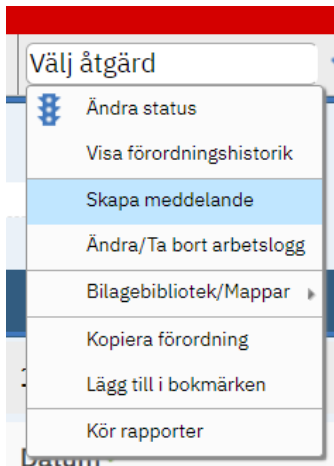 Välj åtgärd
Ändra status
Visa förordningshistorik
Skapa meddelande
Ändra/Ta bort arbetslogg
Bilagebibliotek/Mappar
Kopiera förordning
Lägg till i bokmärken
Kör rapporter